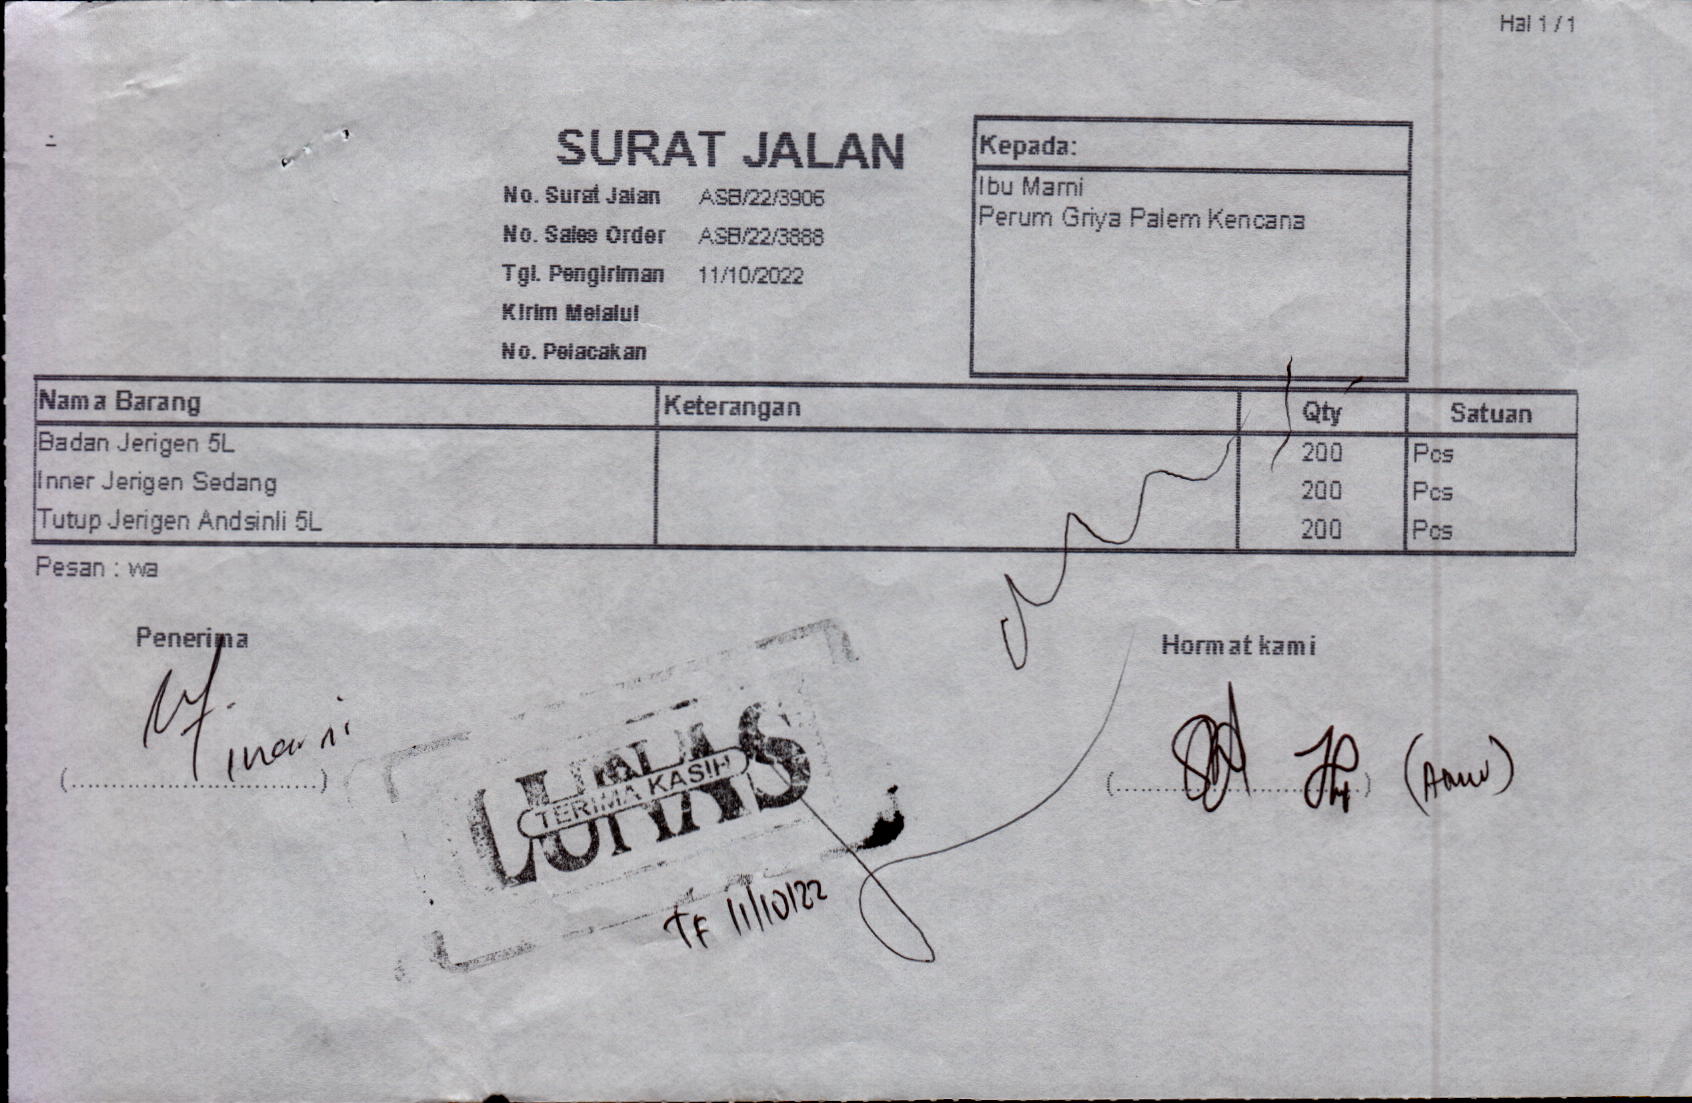 Hal 1 / 1
SURAT JALAN
No. Surat Jalan ASB/22/3906
No. Sales Order ASB/22/3888
Tgl. Pengiriman 11/10/2022
Kirim Melalui
No. Pelacakan
Kepada:
Ibu Marni
Perum Griya Palem Kencana
Nama Barang Keterangan Qty Satuan
Badan Jerigen 5L 200 Pcs
Inner Jerigen Sedang 200 Pcs
Tutup Jerigen Andsinli 5L 200 Pcs
Pesan : wa
Penerima
Hormat kami
LUNAS
TERIMA KASIH
TF 11/10/22